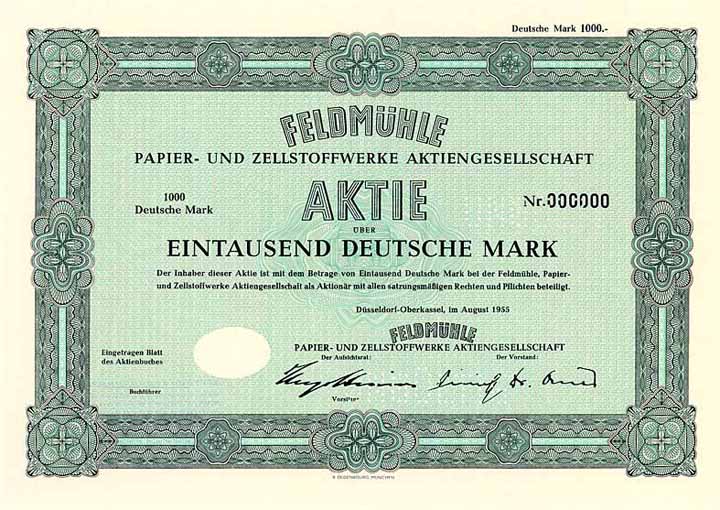 Deutsche Mark 1000.-
FELDMÜHLE
PAPIER- UND ZELLSTOFFWERKE AKTIENGESELLSCHAFT
1000
Deutsche Mark
AKTIE
Nr. 000000
ÜBER
EINTAUSEND DEUTSCHE MARK
Der Inhaber dieser Aktie ist mit dem Betrage von Eintausend Deutsche Mark bei der Feldmühle, Papier-
und Zellstoffwerke Aktiengesellschaft als Aktionär mit allen satzungsmäßigen Rechten und Pflichten beteiligt.
Düsseldorf-Oberkassel, im August 1955
FELDMÜHLE
PAPIER- UND ZELLSTOFFWERKE AKTIENGESELLSCHAFT
Eingetragen Blatt
des Aktienbuches
Der Aufsichtsrat:
Der Vorstand:
Buchführer